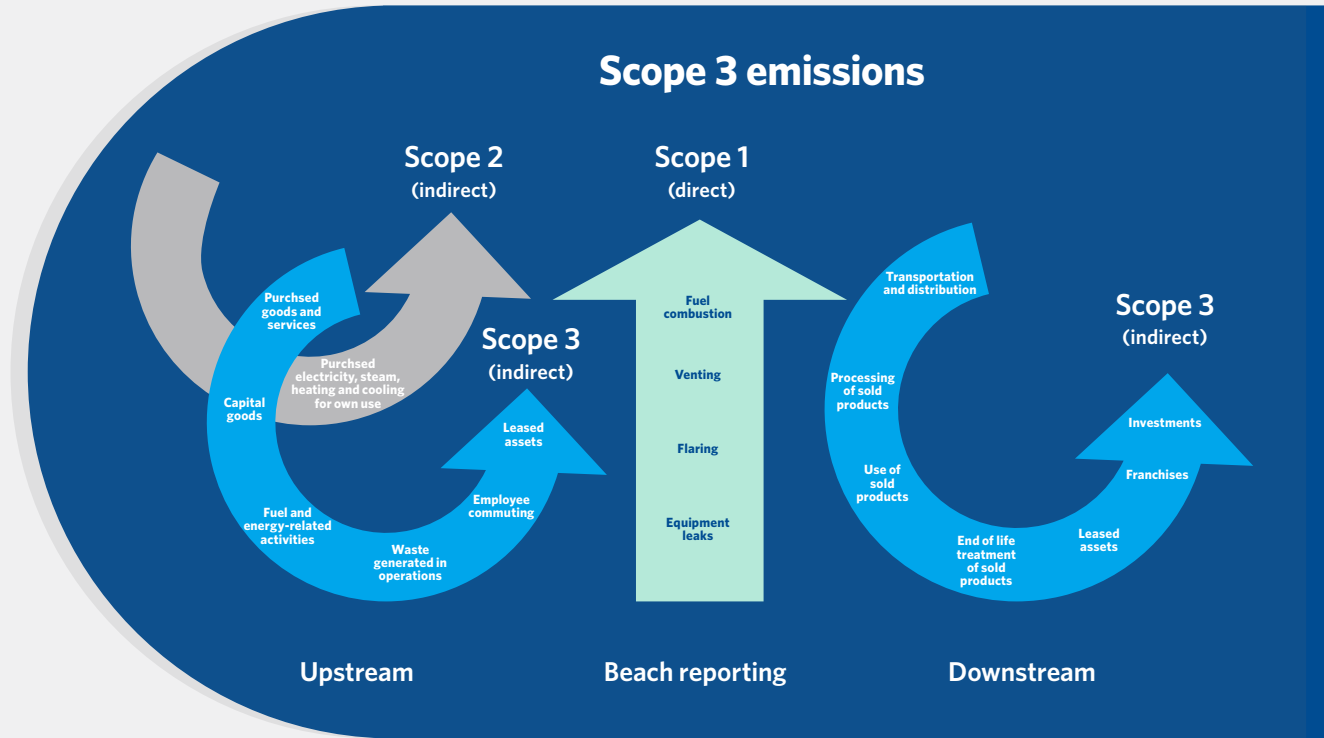 Scope 3 emissions
Scope 2
(indirect)
Scope 1
(direct)
Purchsed
goods and
services
Purchsed
electricity, steam,
heating and cooling
for own use
Capital
goods
Fuel and
energy-related
activities
Waste
generated in
operations
Employee
commuting
Leased
assets
Scope 3
(indirect)
Fuel
combustion
Venting
Flaring
Equipment
leaks
Transportation
and distribution
Processing
of sold
products
Use of
sold
products
End of life
treatment
of sold
products
Leased
assets
Franchises
Investments
Scope 3
(indirect)
Upstream
Beach reporting
Downstream